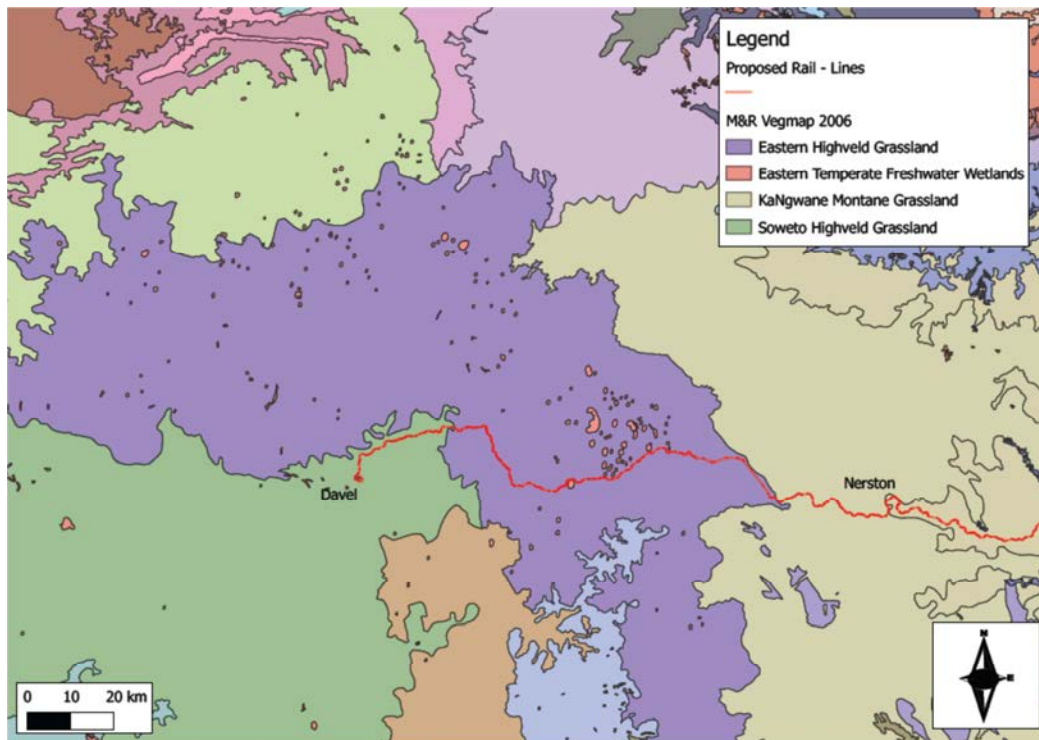 Legend
Proposed Rail - Lines
M&R Vegmap 2006
Eastern Highveld Grassland
Eastern Temperate Freshwater Wetlands
KaNgwane Montane Grassland
Soweto Highveld Grassland
Nerston
Davel
0 10 20 km
N
E